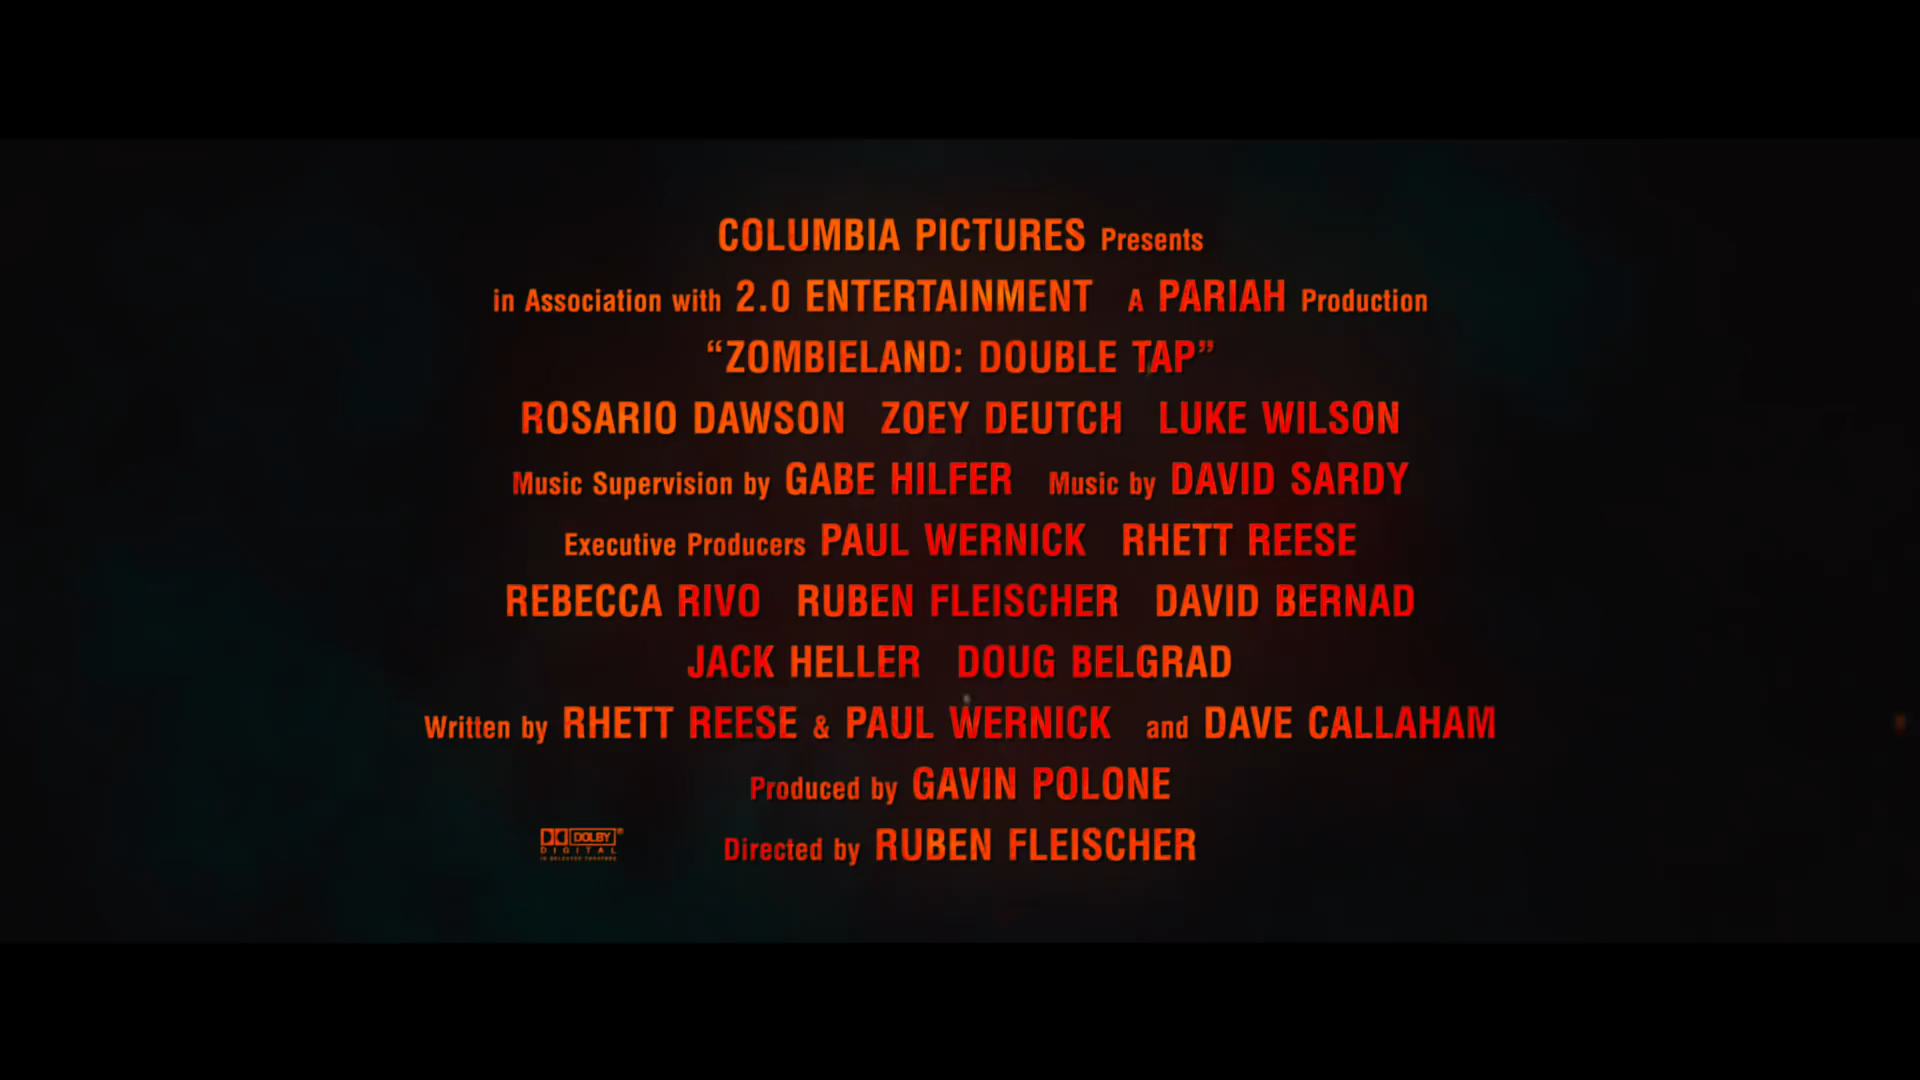 COLUMBIA PICTURES Presents
in Association with 2.0 ENTERTAINMENT A PARIAH Production
“ZOMBIELAND: DOUBLE TAP”
ROSARIO DAWSON ZOEY DEUTCH LUKE WILSON
Music Supervision by GABE HILFER Music by DAVID SARDY
Executive Producers PAUL WERNICK RHETT REESE
REBECCA RIVO RUBEN FLEISCHER DAVID BERNAD
JACK HELLER DOUG BELGRAD
Written by RHETT REESE & PAUL WERNICK and DAVE CALLAHAM
Produced by GAVIN POLONE
DOLBY®
DIGITAL
IN SELECTED THEATRES
Directed by RUBEN FLEISCHER